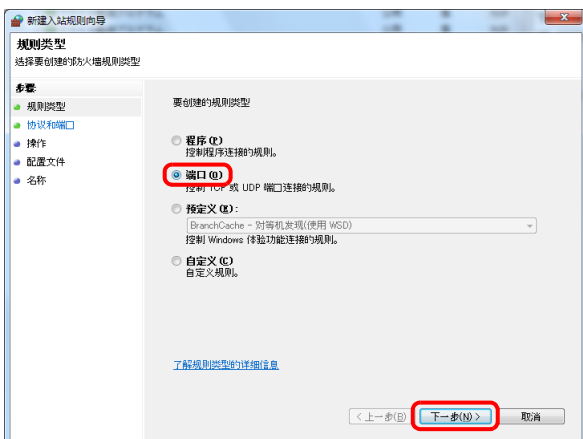 新建入站规则向导
规则类型
选择要创建的防火墙规则类型
步骤:
规则类型
协议和端口
操作
配置文件
名称
要创建的规则类型
程序(P)
控制程序连接的规则。
端口(O)
控制 TCP 或 UDP 端口连接的规则。
预定义(E):
BranchCache - 对等机发现(使用 WSD)
控制 Windows 体验功能连接的规则。
自定义(C)
自定义规则。
了解规则类型的详细信息
< 上一步(B)
下一步(N) >
取消